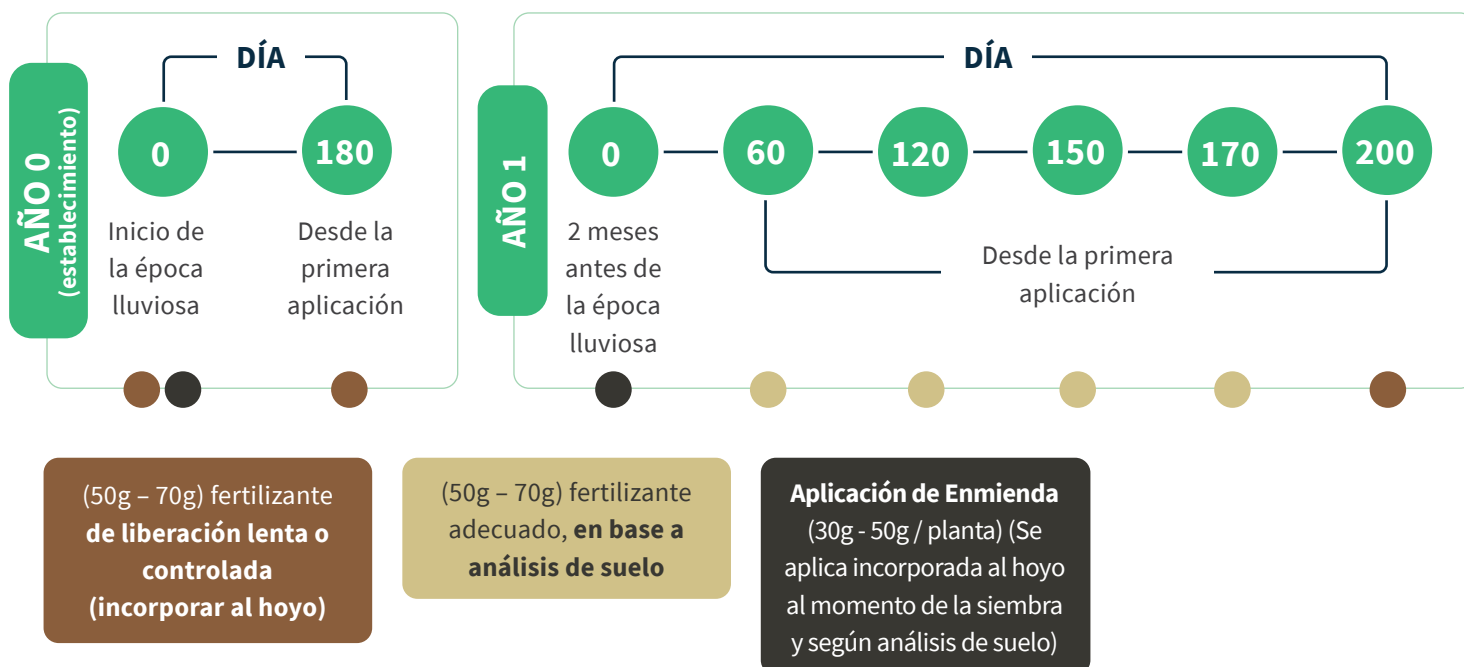 AÑO 0
(establecimiento)
DÍA
0
180
Inicio de
la época
lluviosa
Desde la
primera
aplicación
AÑO 1
DÍA
0
60
120
150
170
200
2 meses
antes de
la época
lluviosa
Desde la primera
aplicación
(50g – 70g) fertilizante
de liberación lenta o
controlada
(incorporar al hoyo)
(50g – 70g) fertilizante
adecuado, en base a
análisis de suelo
Aplicación de Enmienda
(30g - 50g / planta) (Se
aplica incorporada al hoyo
al momento de la siembra
y según análisis de suelo)